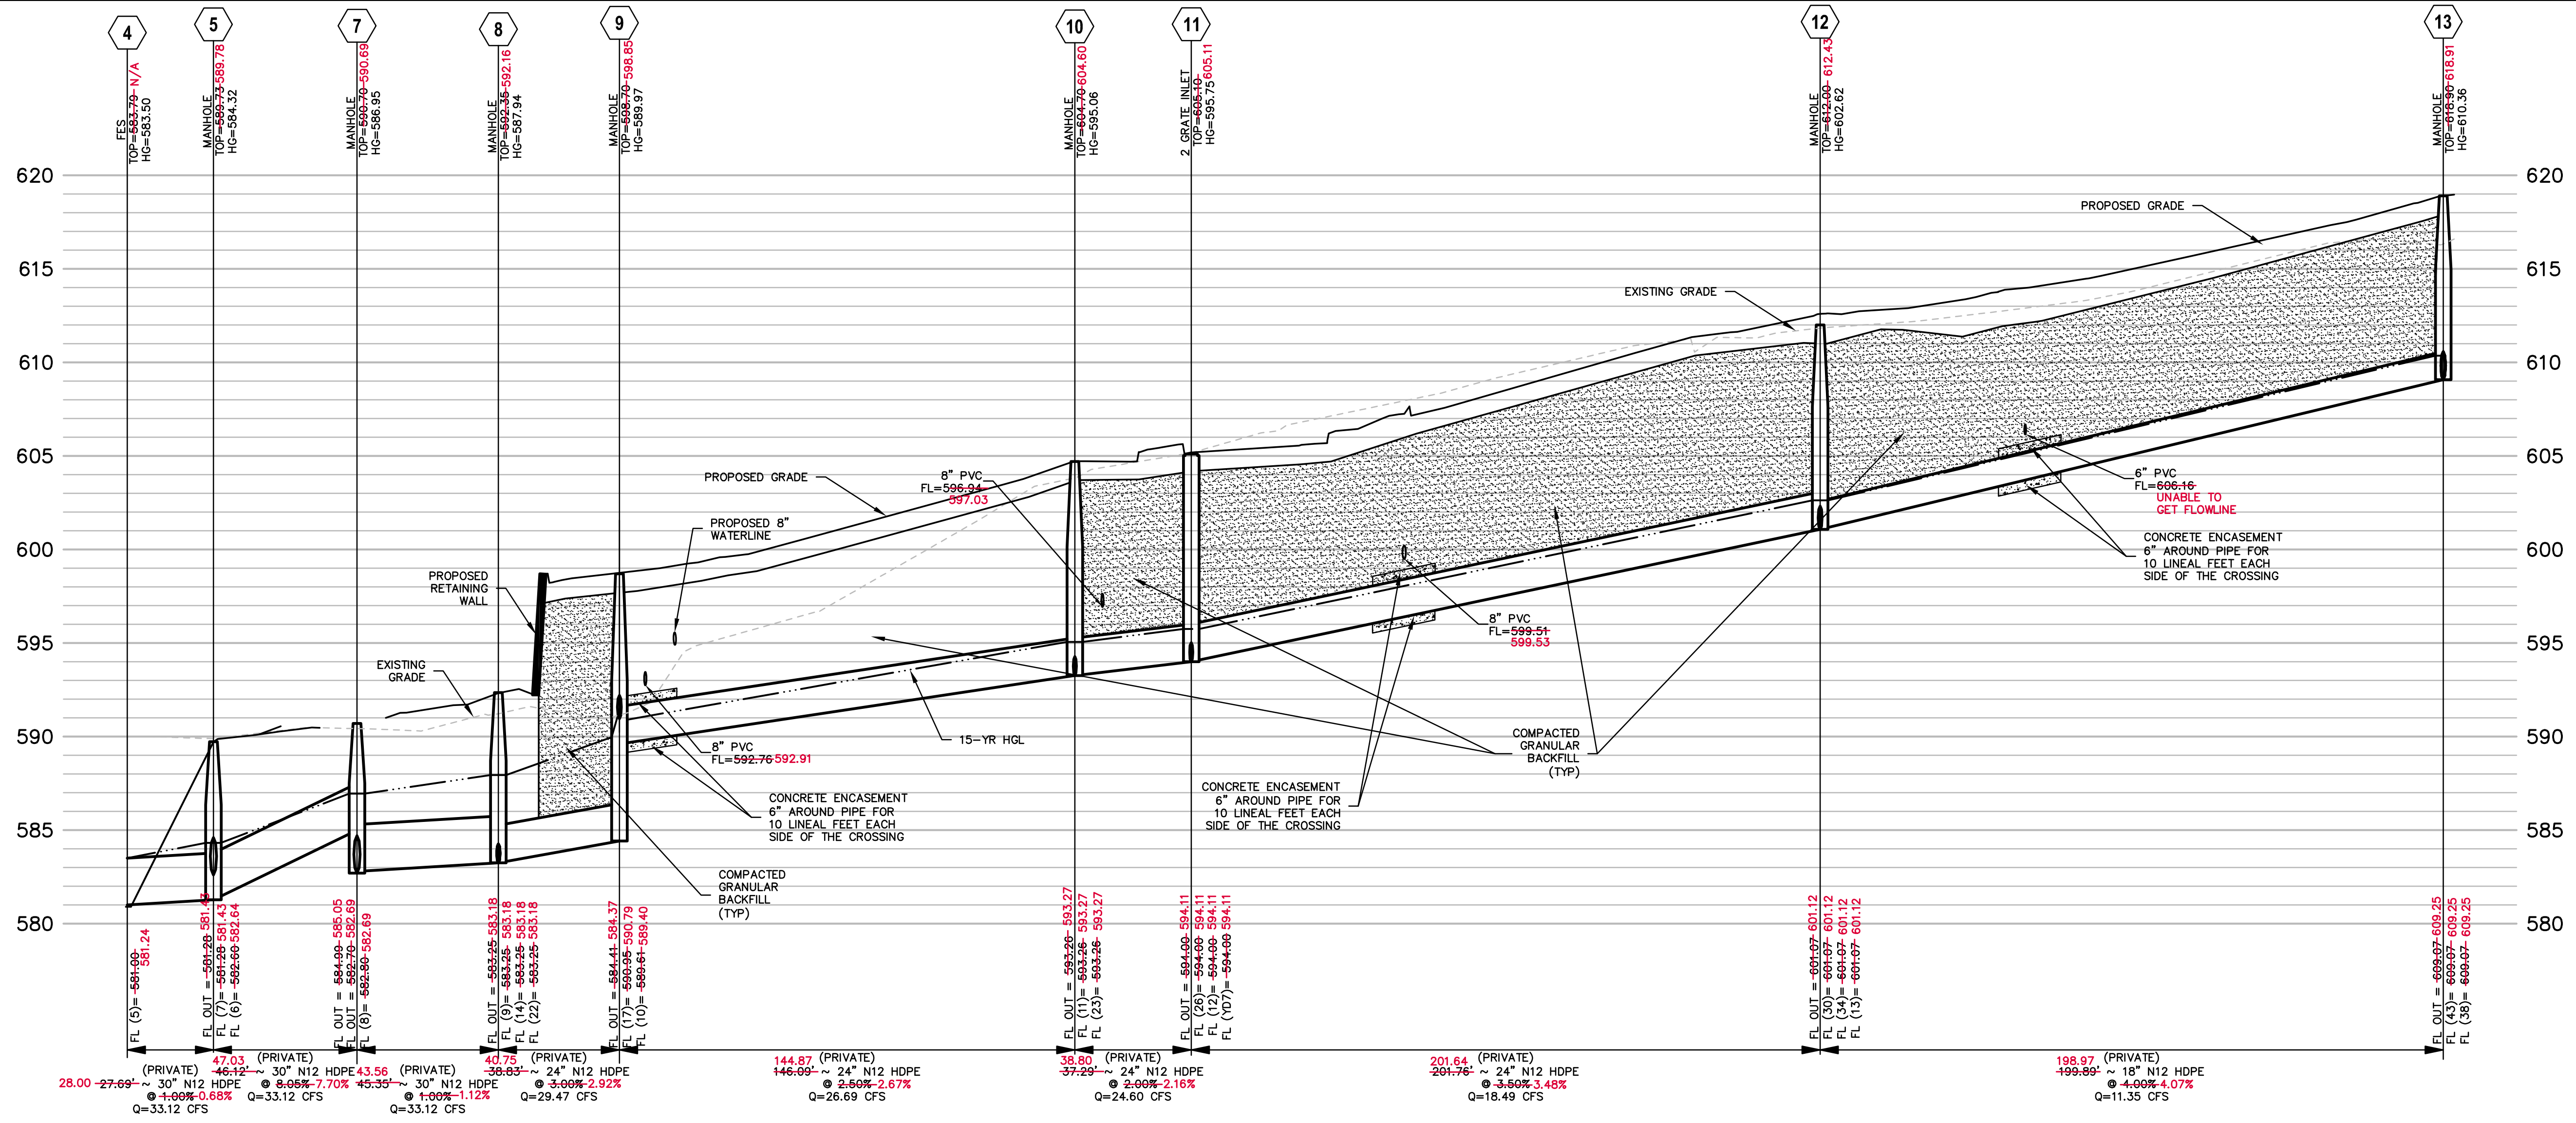 4
5
7
8
9
10
11
12
13
FES
TOP=583.79 N/A
HG=583.50
MANHOLE
TOP=589.73 589.78
HG=584.32
MANHOLE
TOP=590.70 590.69
HG=586.95
MANHOLE
TOP=592.35 592.16
HG=587.94
MANHOLE
TOP=598.70 598.85
HG=589.97
MANHOLE
TOP=604.70 604.60
HG=595.06
2 GRATE INLET
TOP=605.10 605.11
HG=595.75
MANHOLE
TOP=612.00 612.43
HG=602.62
MANHOLE
TOP=618.90 618.91
HG=610.36
620
615
610
605
600
595
590
585
580
620
615
610
605
600
595
590
585
580
PROPOSED GRADE
EXISTING GRADE
PROPOSED GRADE
8" PVC
FL=596.94
597.03
6" PVC
FL=606.16
UNABLE TO
GET FLOWLINE
PROPOSED 8"
WATERLINE
CONCRETE ENCASEMENT
6" AROUND PIPE FOR
10 LINEAL FEET EACH
SIDE OF THE CROSSING
PROPOSED
RETAINING
WALL
8" PVC
FL=599.51
599.53
EXISTING
GRADE
15-YR HGL
8" PVC
FL=592.76 592.91
COMPACTED
GRANULAR
BACKFILL
(TYP)
CONCRETE ENCASEMENT
6" AROUND PIPE FOR
10 LINEAL FEET EACH
SIDE OF THE CROSSING
CONCRETE ENCASEMENT
6" AROUND PIPE FOR
10 LINEAL FEET EACH
SIDE OF THE CROSSING
COMPACTED
GRANULAR
BACKFILL
(TYP)
FL (5)= 581.00
581.24
FL OUT = 581.28 581.43
FL (7)= 581.28 581.43
FL (6)= 582.60 582.64
FL OUT = 584.99 585.05
FL OUT = 582.70 582.69
FL (8)= 582.80 582.69
FL OUT = 583.25 583.18
FL (9)= 583.25 583.18
FL (14)= 583.25 583.18
FL (22)= 583.25 583.18
FL OUT = 584.41 584.37
FL (17)= 590.95 590.79
FL (10)= 589.61 589.40
FL OUT = 593.26 593.27
FL (11)= 593.26 593.27
FL (23)= 593.26 593.27
FL OUT = 594.00 594.11
FL (26)= 594.00 594.11
FL (12)= 594.00 594.11
FL (YD7)= 594.00 594.11
FL OUT = 601.07 601.12
FL (30)= 601.07 601.12
FL (34)= 601.07 601.12
FL (13)= 601.07 601.12
FL OUT = 609.07 609.25
FL (43)= 609.07 609.25
FL (38)= 609.07 609.25
(PRIVATE)
28.00 27.69' ~ 30" N12 HDPE
@ 1.00% 0.68%
Q=33.12 CFS
47.03 (PRIVATE)
46.12' ~ 30" N12 HDPE
@ 8.05% 7.70%
Q=33.12 CFS
43.56 (PRIVATE)
45.35' ~ 30" N12 HDPE
@ 1.00% 1.12%
Q=33.12 CFS
40.75 (PRIVATE)
38.83' ~ 24" N12 HDPE
@ 3.00% 2.92%
Q=29.47 CFS
144.87 (PRIVATE)
146.09' ~ 24" N12 HDPE
@ 2.50% 2.67%
Q=26.69 CFS
38.80 (PRIVATE)
37.29' ~ 24" N12 HDPE
@ 2.00% 2.16%
Q=24.60 CFS
201.64 (PRIVATE)
201.76' ~ 24" N12 HDPE
@ 3.50% 3.48%
Q=18.49 CFS
198.97 (PRIVATE)
199.89' ~ 18" N12 HDPE
@ 4.00% 4.07%
Q=11.35 CFS